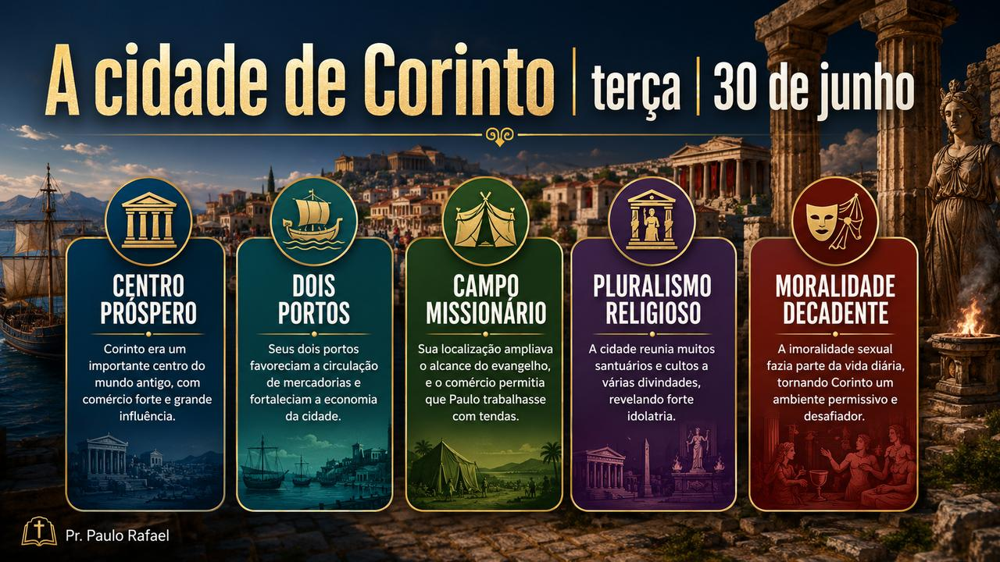 A cidade de Corinto | terça | 30 de junho
CENTRO
PRÓSPERO
Corinto era um
importante centro do
mundo antigo, com
comércio forte e grande
influência.
DOIS
PORTOS
Seus dois portos
favoreciam a circulação
de mercadorias e
fortaleciam a economia
da cidade.
CAMPO
MISSIONÁRIO
Sua localização ampliava
o alcance do evangelho,
e o comércio permitia
que Paulo trabalhasse
com tendas.
PLURALISMO
RELIGIOSO
A cidade reunia muitos
santuários e cultos a
várias divindades,
revelando forte
idolatria.
MORALIDADE
DECADENTE
A imoralidade sexual
fazia parte da vida diária,
tornando Corinto um
ambiente permissivo e
desafiador.
Pr. Paulo Rafael